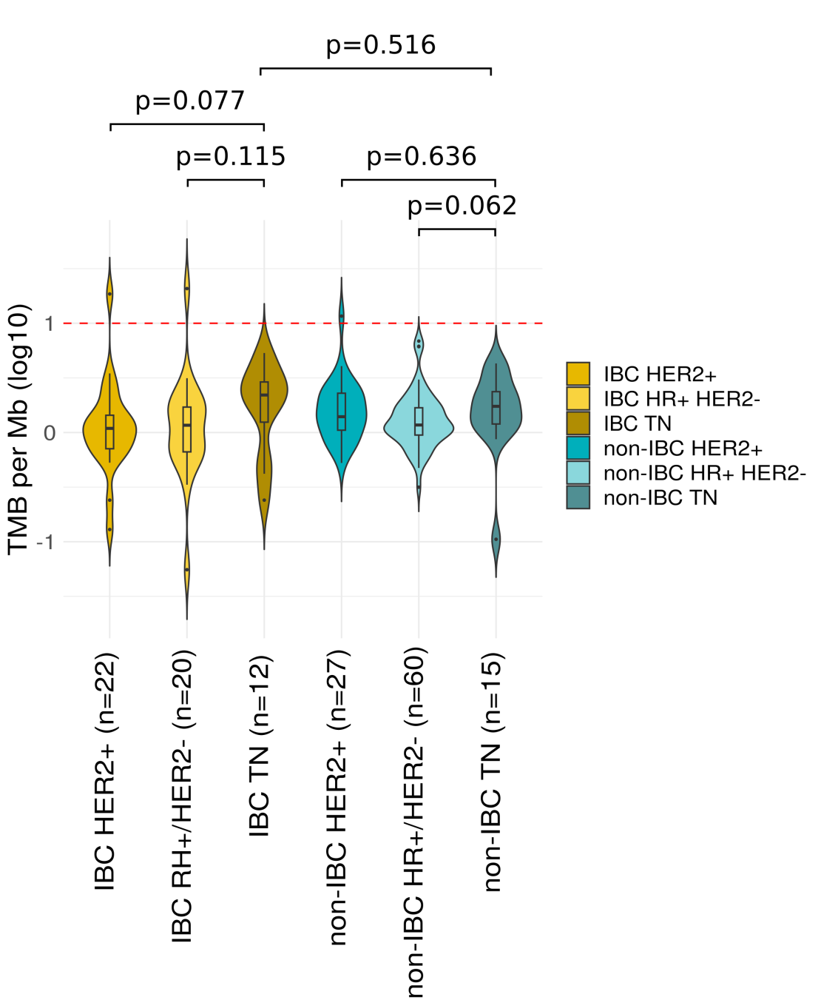 p=0.516
p=0.077
p=0.115
p=0.636
p=0.062
TMB per Mb (log10)
1
0
-1
IBC HER2+
IBC HR+ HER2-
IBC TN
non-IBC HER2+
non-IBC HR+ HER2-
non-IBC TN
IBC HER2+ (n=22)
IBC RH+/HER2- (n=20)
IBC TN (n=12)
non-IBC HER2+ (n=27)
non-IBC HR+/HER2- (n=60)
non-IBC TN (n=15)